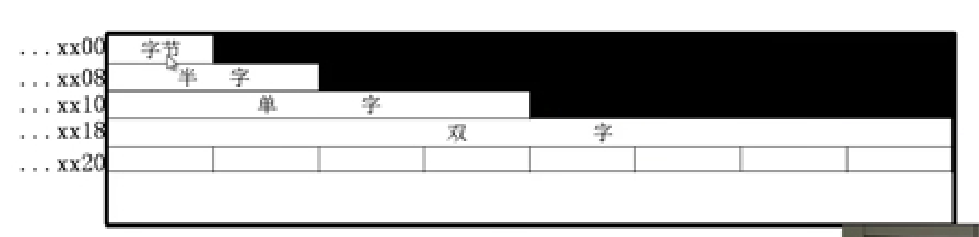 ...xx00 字节
...xx08 半 字
...xx10 单 字
...xx18 双 字
...xx20